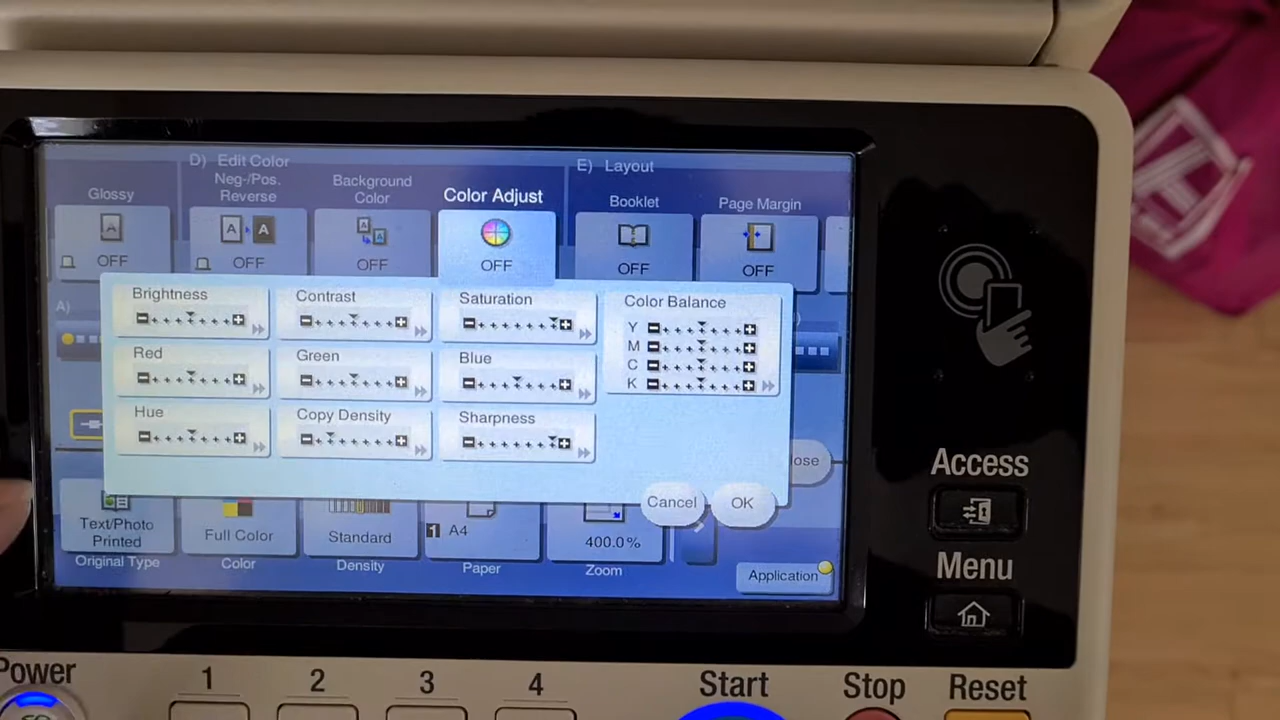 D) Edit Color
E) Layout
Glossy
Neg-/Pos.
Reverse
Background
Color
Color Adjust
Booklet
Page Margin
A A A
OFF
OFF
OFF
OFF
OFF
OFF
A)
Brightness
Contrast
Saturation
Color Balance
Y
M
C
K
Red
Green
Blue
Hue
Copy Density
Sharpness
ose
Cancel
OK
Text/Photo
Printed
Full Color
Standard
1 A4
400.0%
Original Type
Color
Density
Paper
Zoom
Application
Access
Menu
Power
1
2
3
4
Start
Stop
Reset